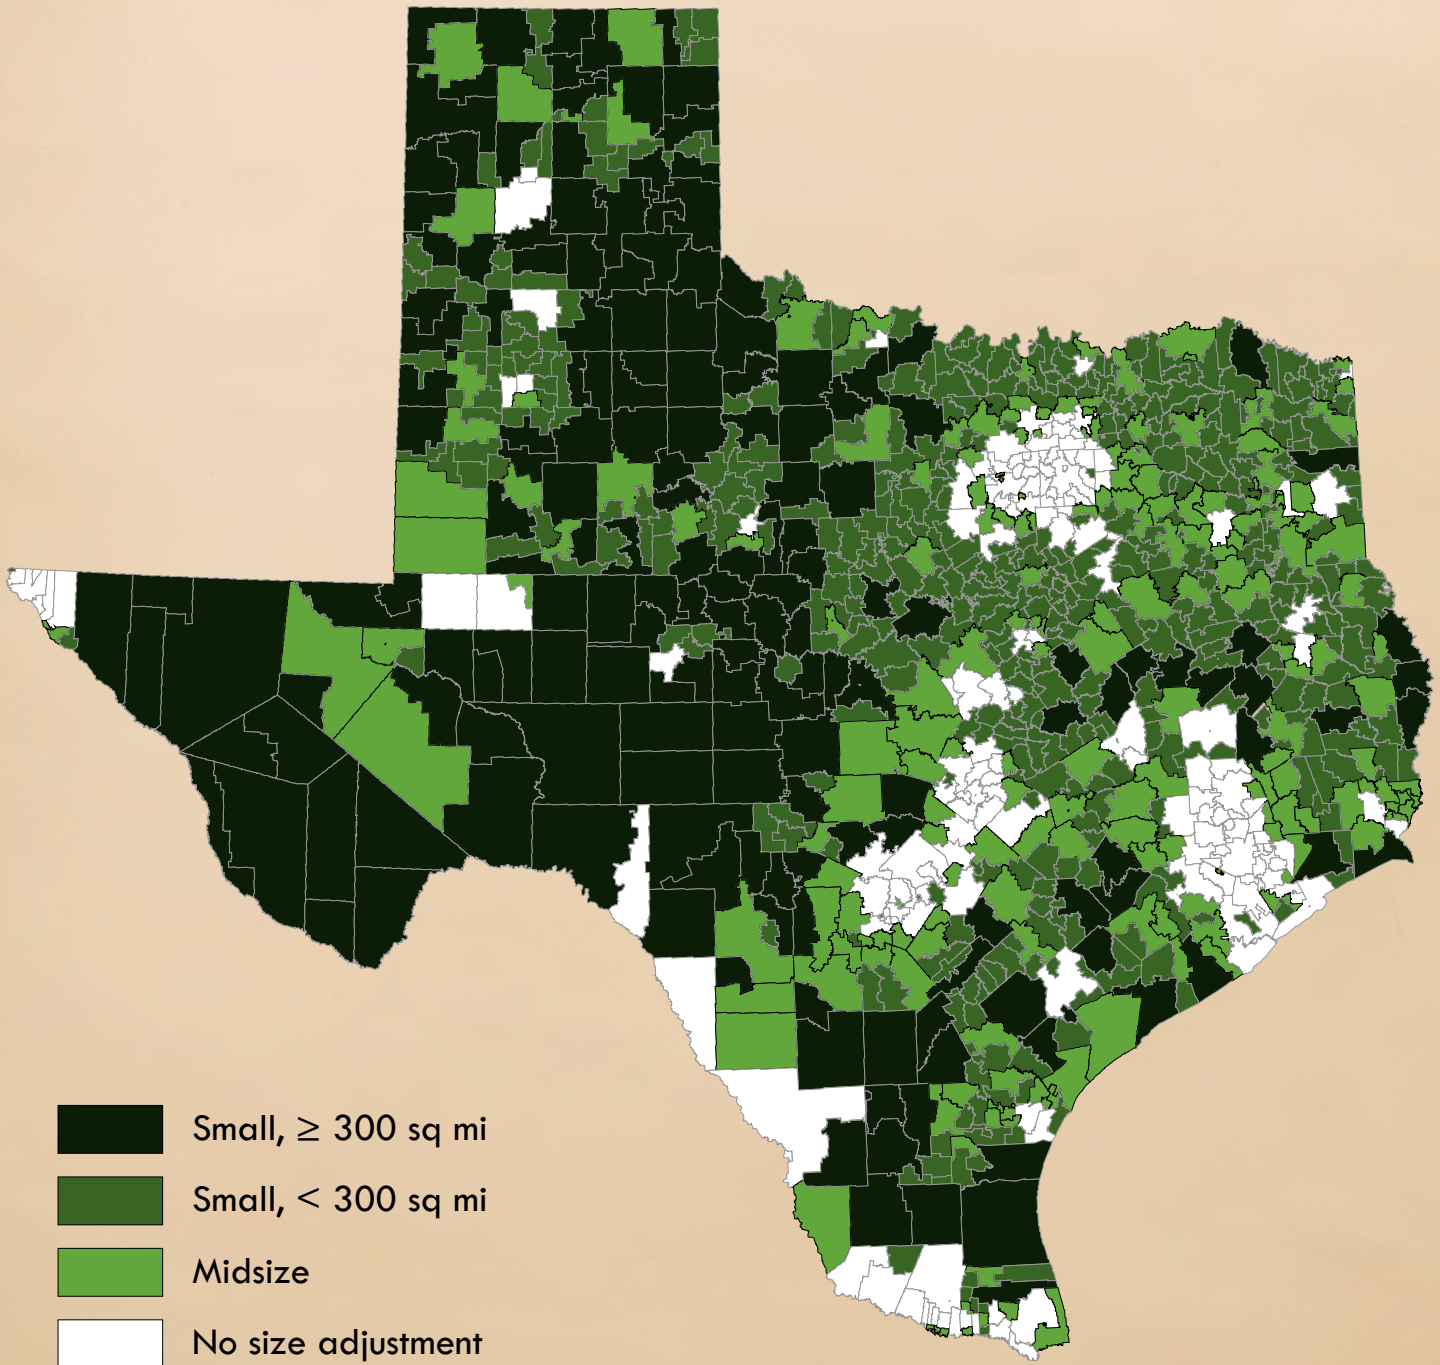 Small, ≥ 300 sq mi
Small, < 300 sq mi
Midsize
No size adjustment